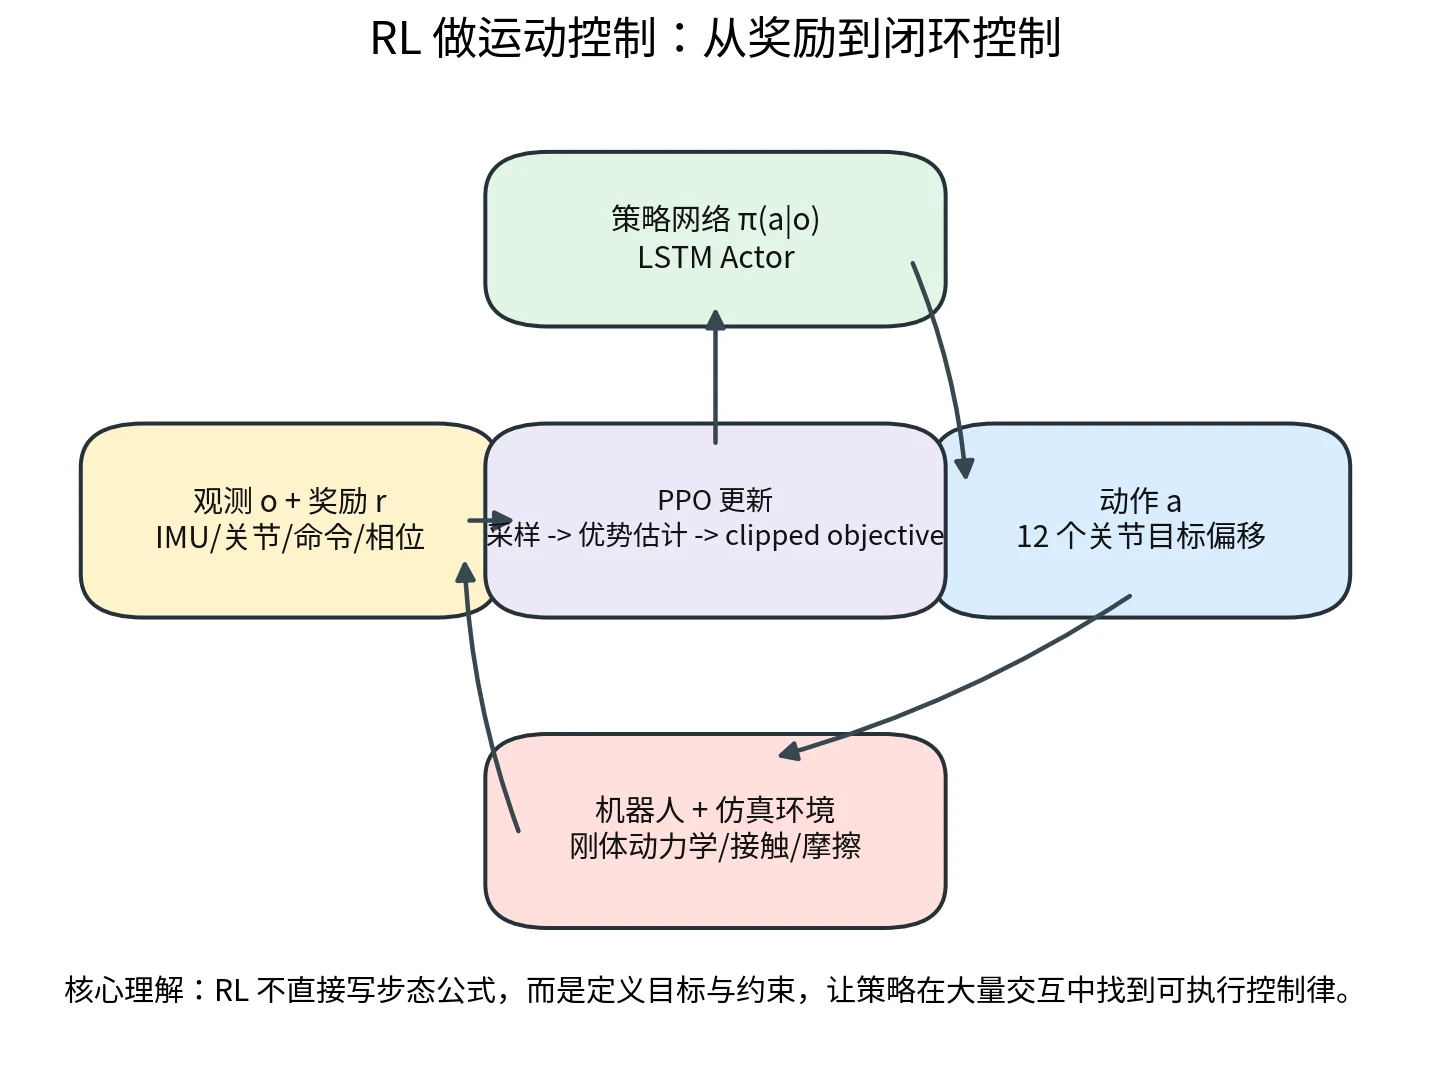 RL 做运动控制：从奖励到闭环控制
策略网络 π(a|o)
LSTM Actor
观测 o + 奖励 r
IMU/关节/命令/相位
PPO 更新
采样 -> 优势估计 -> clipped objective
动作 a
12 个关节目标偏移
机器人 + 仿真环境
刚体动力学/接触/摩擦
核心理解：RL 不直接写步态公式，而是定义目标与约束，让策略在大量交互中找到可执行控制律。